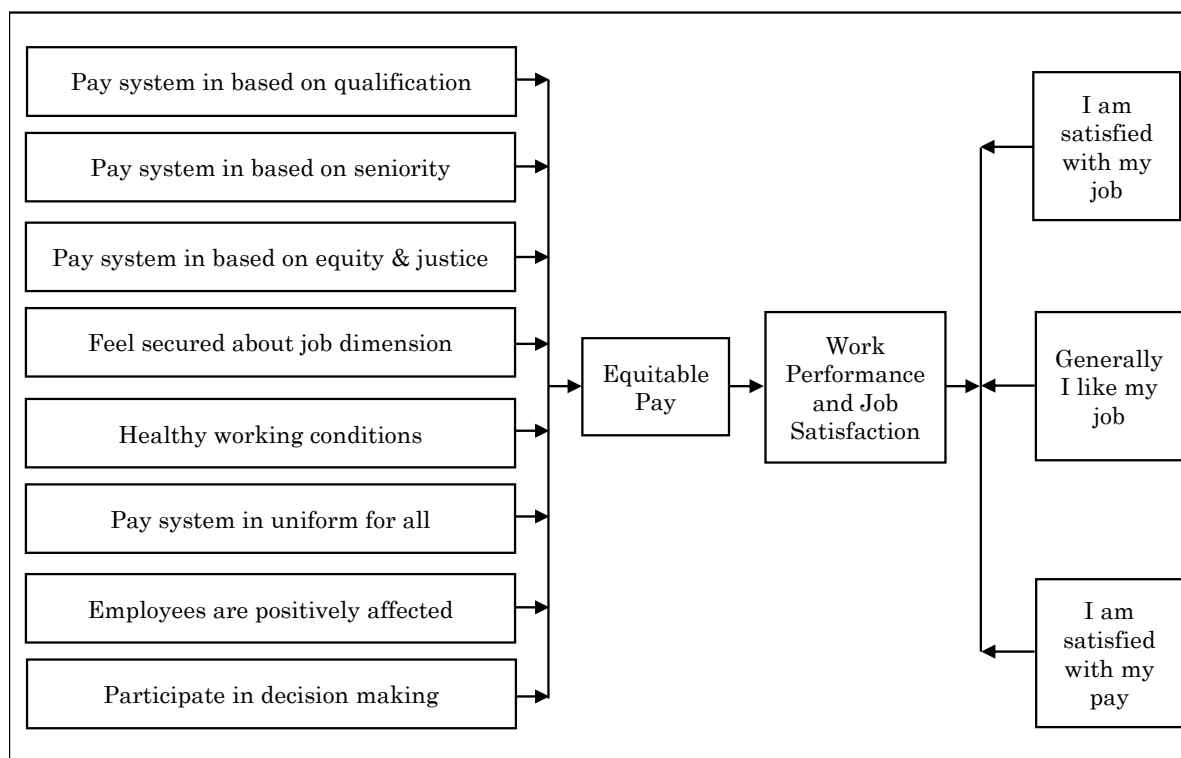 Pay system in based on qualification
Pay system in based on seniority
Pay system in based on equity & justice
Feel secured about job dimension
Healthy working conditions
Pay system in uniform for all
Employees are positively affected
Participate in decision making
Equitable
Pay
Work
Performance
and Job
Satisfaction
I am
satisfied
with my
job
Generally
I like my
job
I am
satisfied
with my
pay